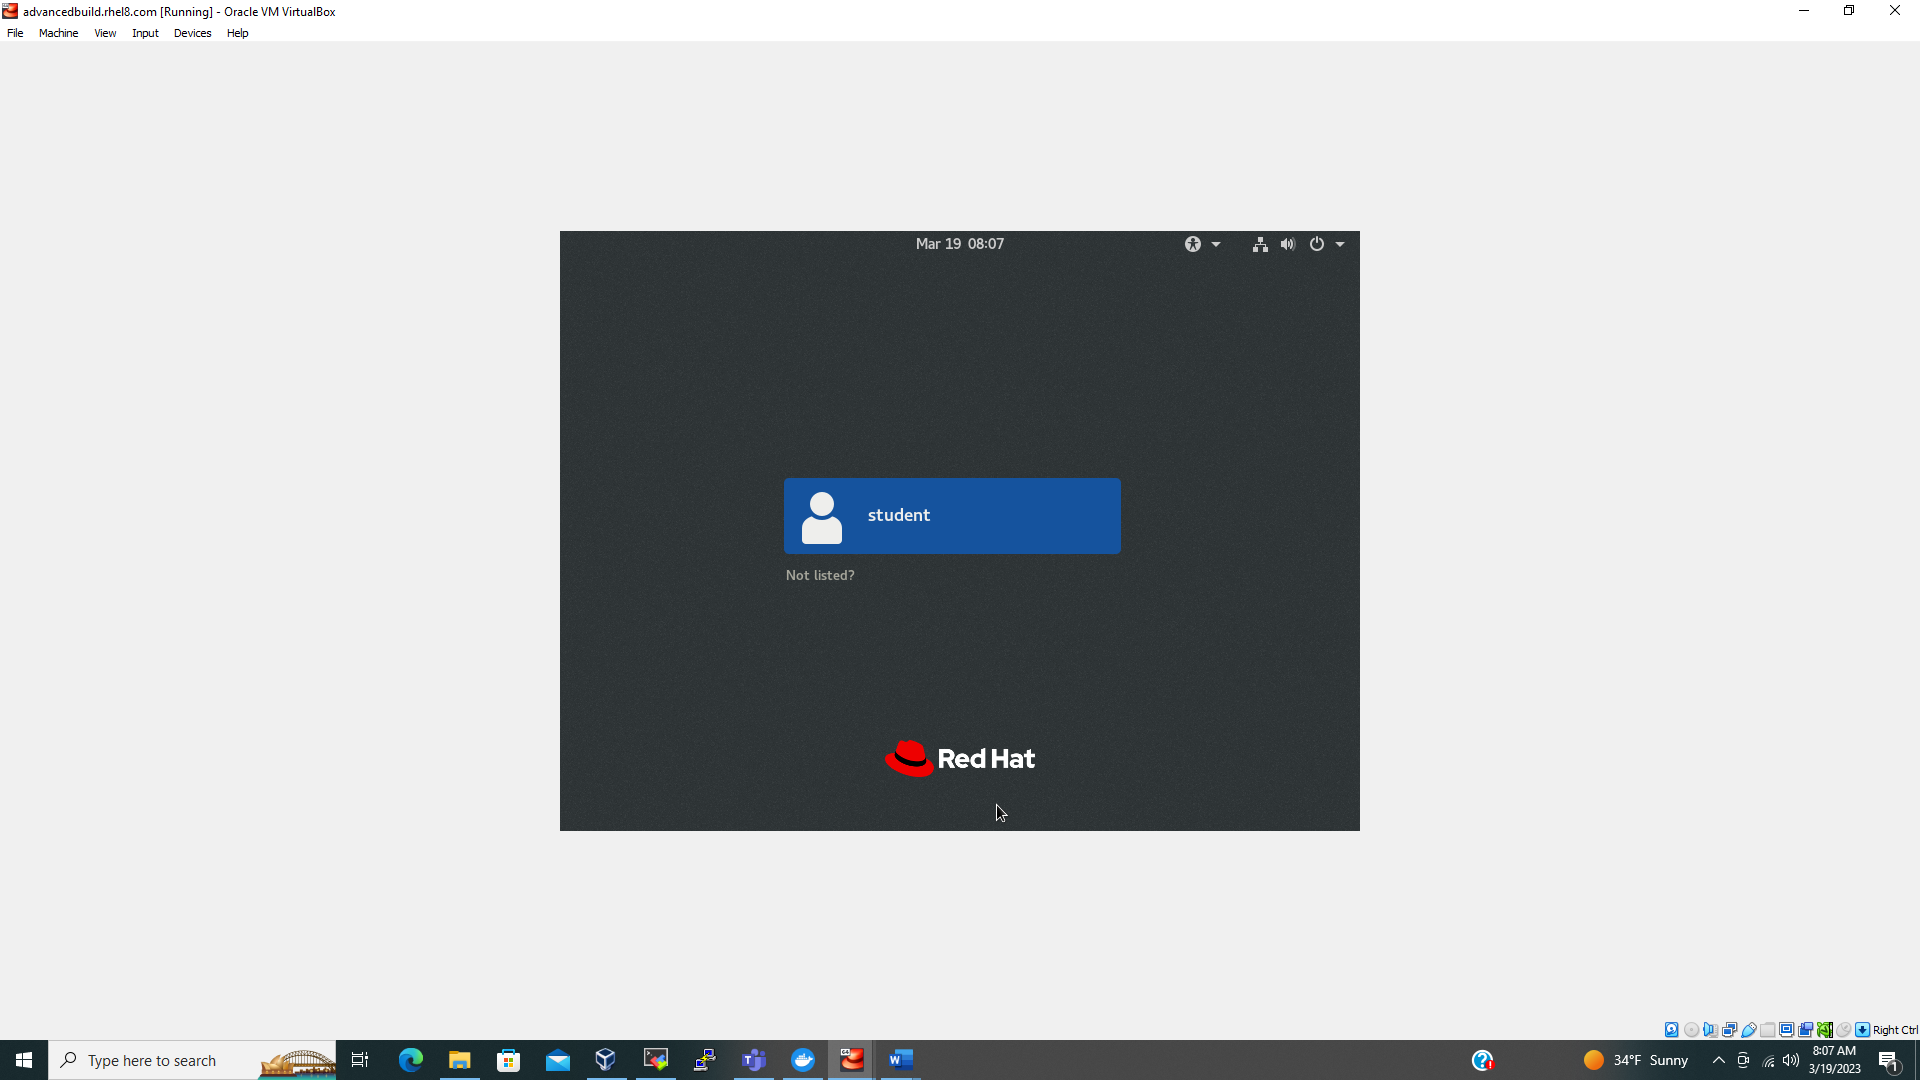 advancedbuild.rhel8.com [Running] - Oracle VM VirtualBox
File Machine View Input Devices Help
Mar 19 08:07
student
Not listed?
Red Hat
Right Ctrl
Type here to search
34°F Sunny
8:07 AM
3/19/2023
1